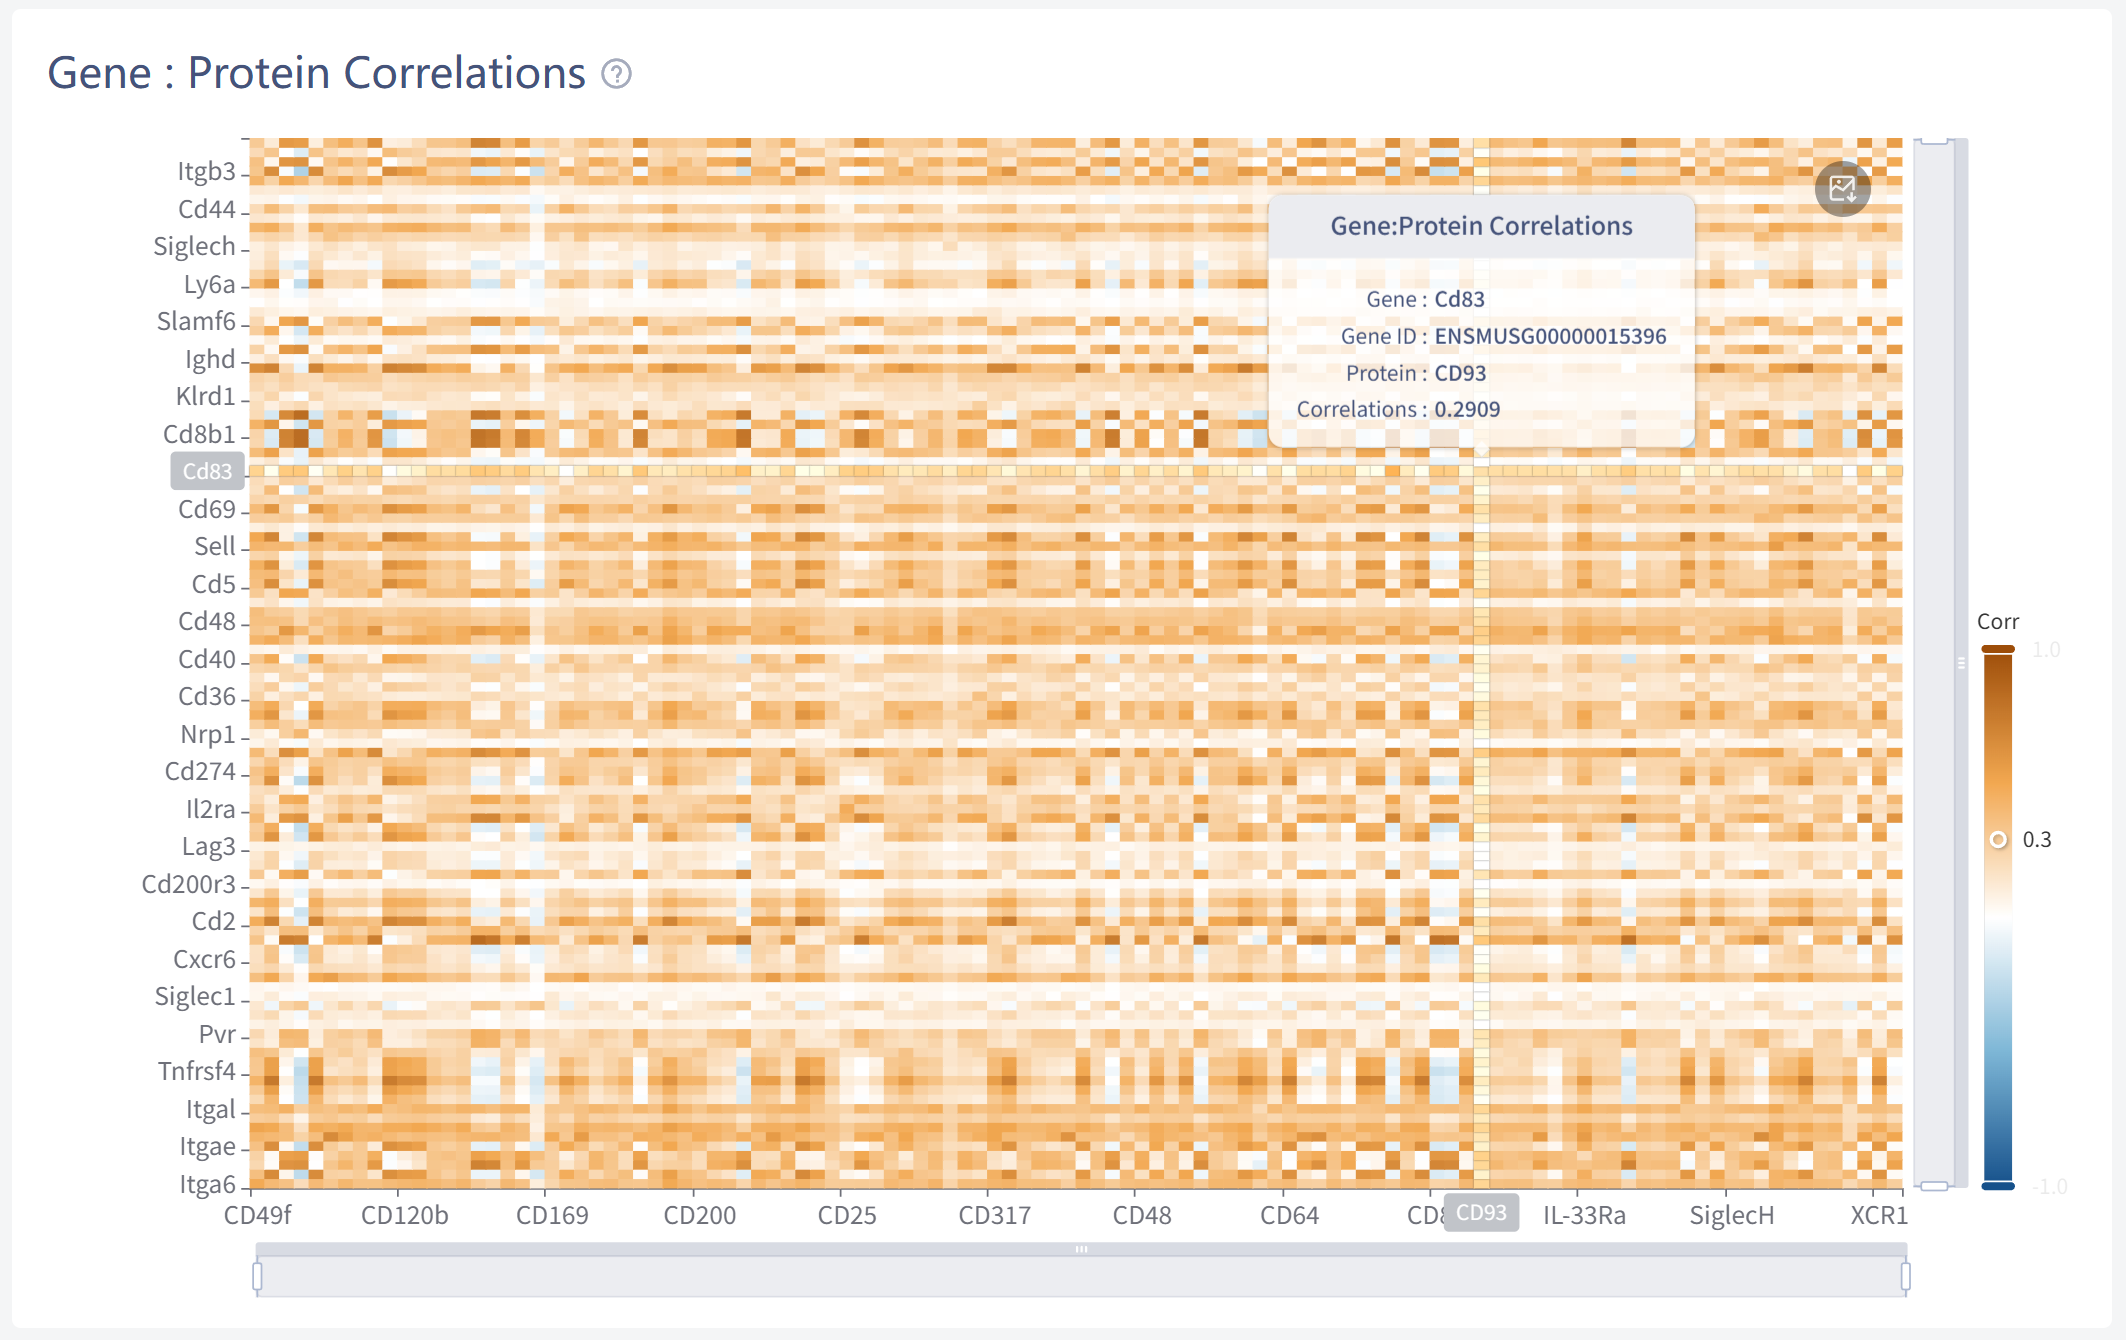 Gene : Protein Correlations ?
Itgb3
Cd44
Siglech
Ly6a
Slamf6
Ighd
Klrd1
Cd8b1
Cd83
Cd69
Sell
Cd5
Cd48
Cd40
Cd36
Nrp1
Cd274
Il2ra
Lag3
Cd200r3
Cd2
Cxcr6
Siglec1
Pvr
Tnfrsf4
Itgal
Itgae
Itga6
Gene:Protein Correlations
Gene : Cd83
Gene ID : ENSMUSG00000015396
Protein : CD93
Correlations : 0.2909
Corr
1.0
0.3
-1.0
CD49f CD120b CD169 CD200 CD25 CD317 CD48 CD64 CD93 IL-33Ra SiglecH XCR1